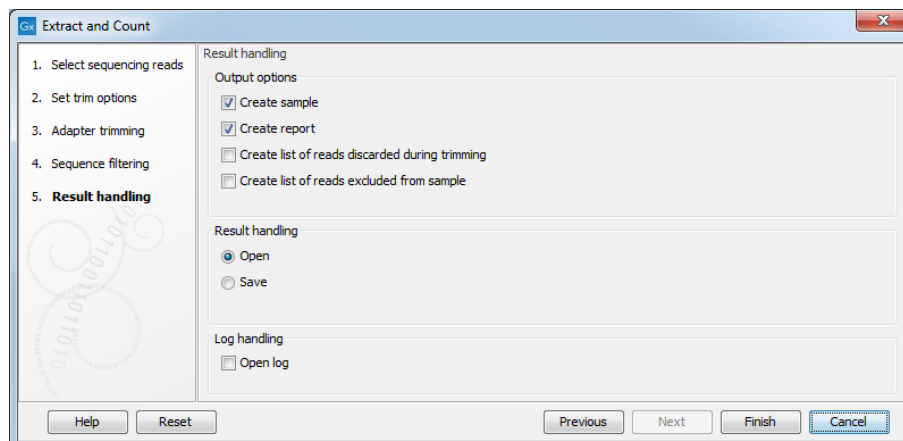 Gx Extract and Count
1. Select sequencing reads
2. Set trim options
3. Adapter trimming
4. Sequence filtering
5. Result handling
Result handling
Output options
Create sample
Create report
Create list of reads discarded during trimming
Create list of reads excluded from sample
Result handling
Open
Save
Log handling
Open log
Help Reset Previous Next Finish Cancel